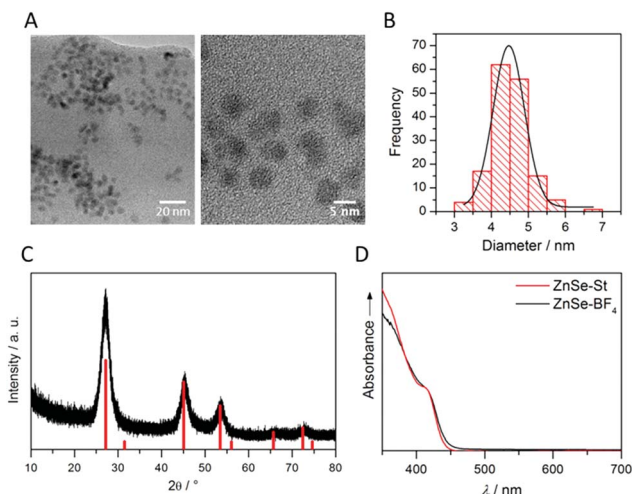 A
20 nm
5 nm
B
Frequency
70
60
50
40
30
20
10
0
3 4 5 6 7
Diameter / nm
C
Intensity / a. u.
10 20 30 40 50 60 70 80
2θ / °
D
Absorbance
ZnSe-St
ZnSe-BF₄
400 500 600 700
λ / nm